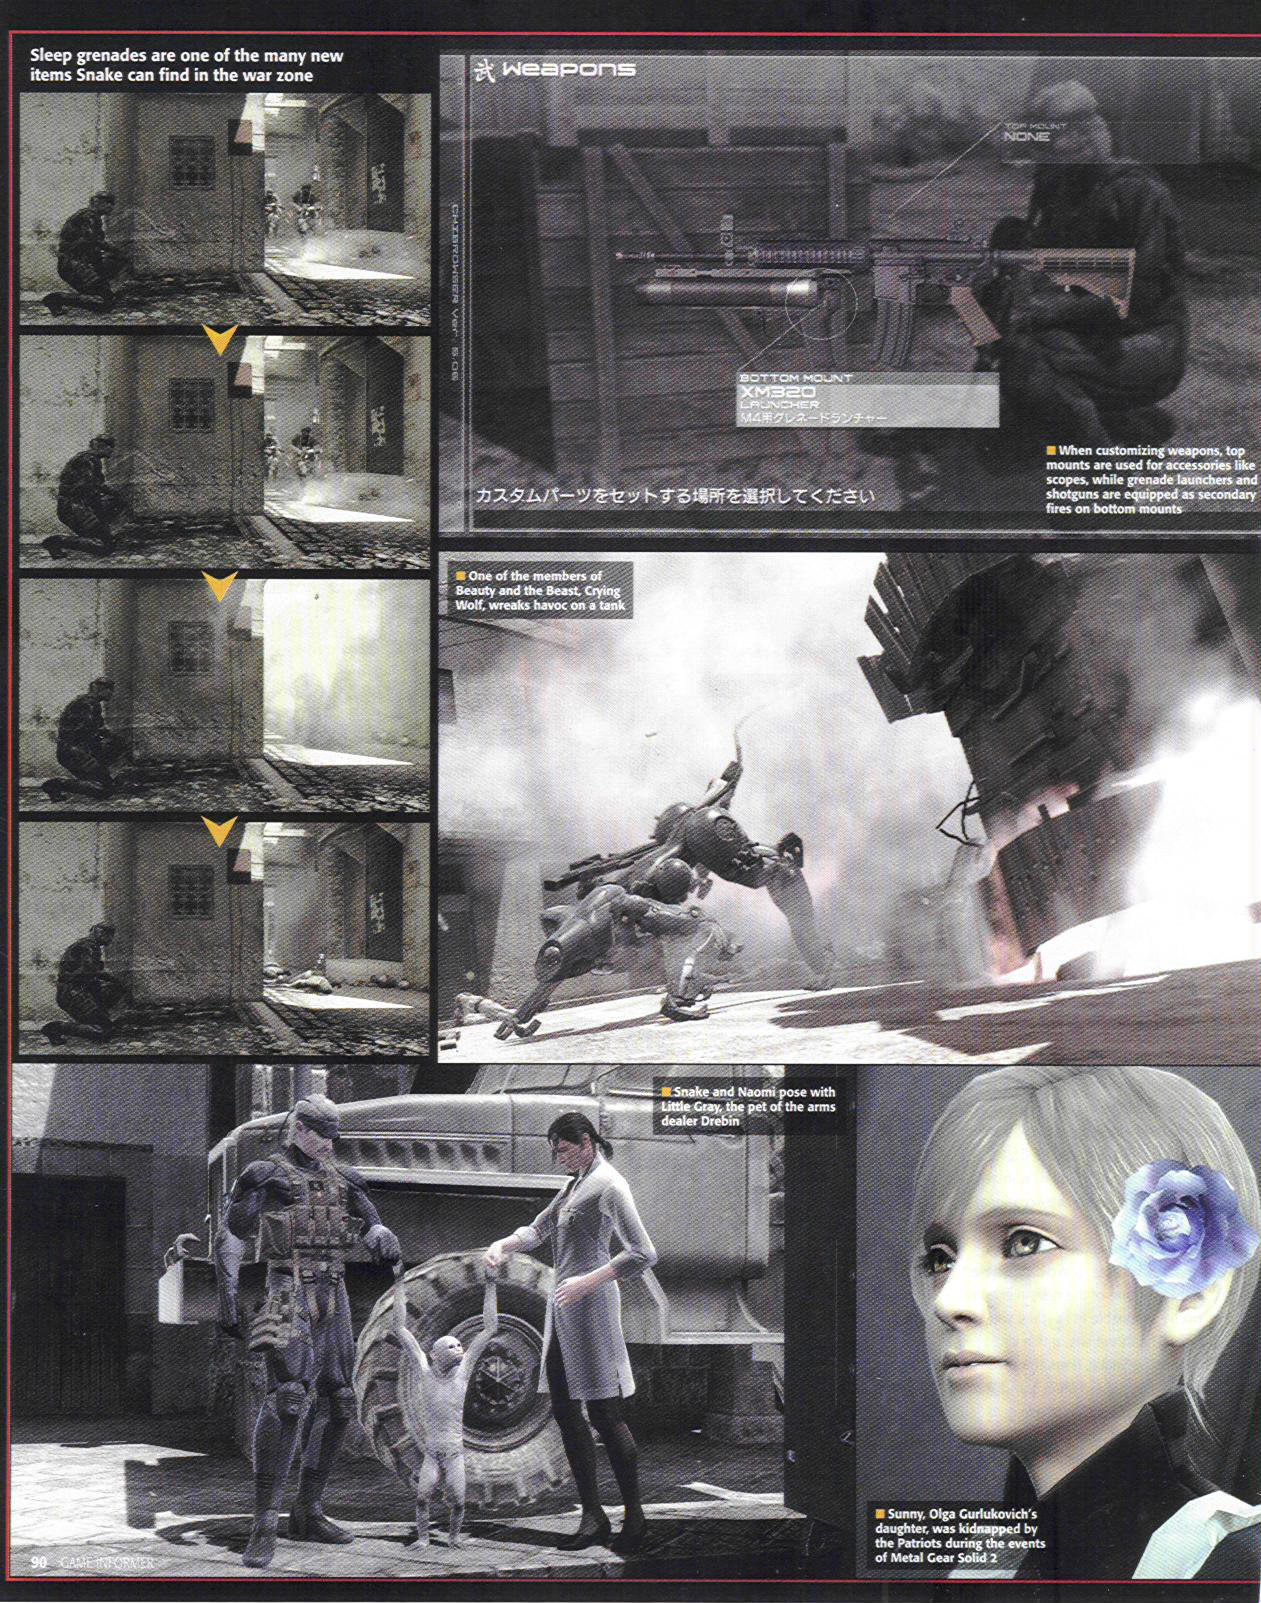 Sleep grenades are one of the many new
items Snake can find in the war zone
武 Weapons
TOP MOUNT
NONE
BOTTOM MOUNT
XM320
LAUNCHER
M4用グレネードランチャー
カスタムパーツをセットする場所を選択してください
When customizing weapons, top
mounts are used for accessories like
scopes, while grenade launchers and
shotguns are equipped as secondary
fires on bottom mounts
One of the members of
Beauty and the Beast, Crying
Wolf, wreaks havoc on a tank
Snake and Naomi pose with
Little Gray, the pet of the arms
dealer Drebin
Sunny, Olga Gurlukovich's
daughter, was kidnapped by
the Patriots during the events
of Metal Gear Solid 2
90 GAME INFORMER